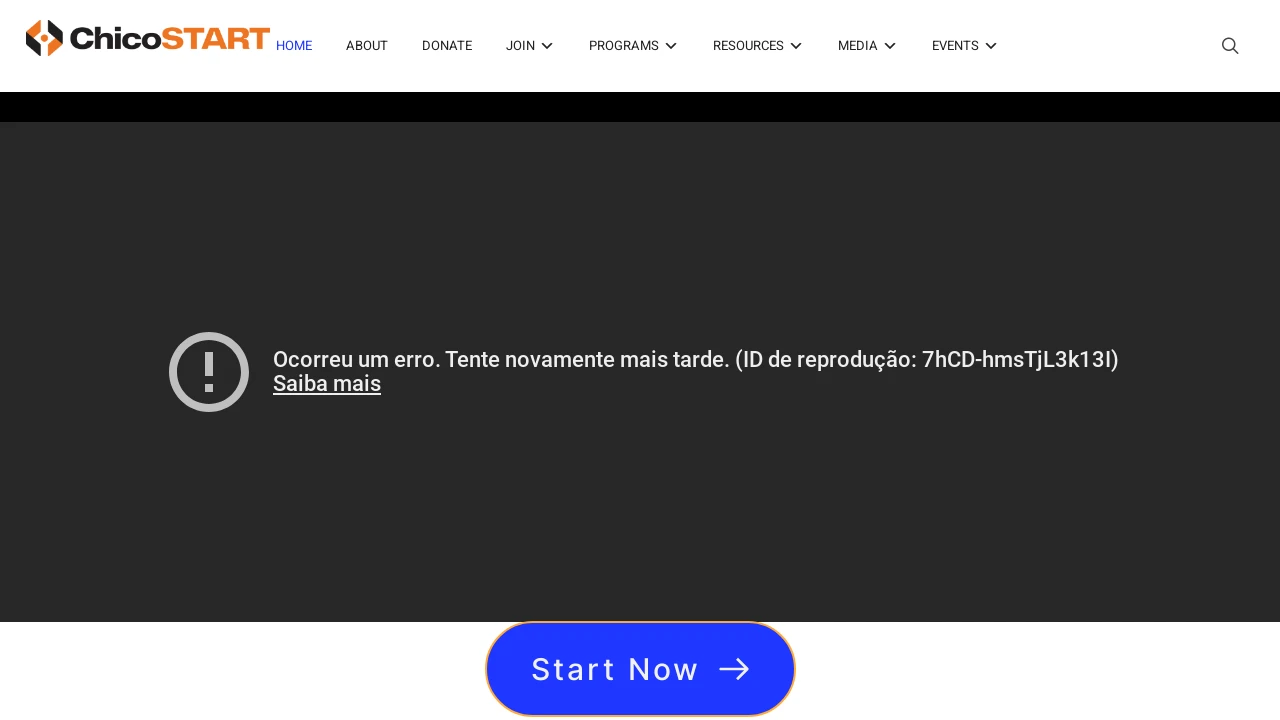 ChicoSTART
HOME
ABOUT
DONATE
JOIN
PROGRAMS
RESOURCES
MEDIA
EVENTS
Ocorreu um erro. Tente novamente mais tarde. (ID de reprodução: 7hCD-hmsTjL3k13I)
Saiba mais
Start Now